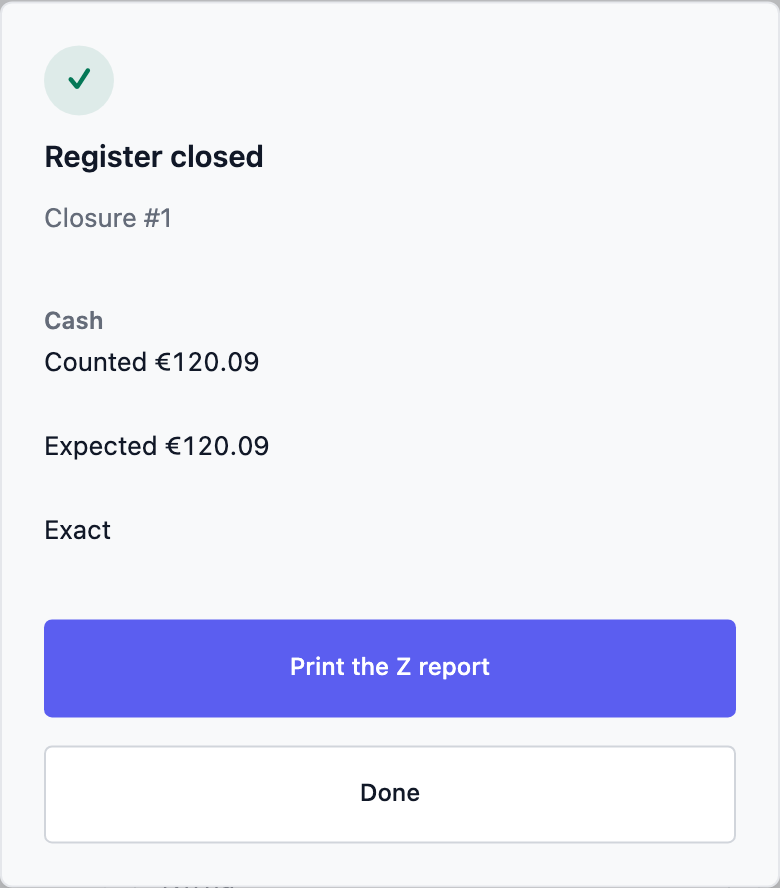 Register closed
Closure #1
Cash
Counted €120.09
Expected €120.09
Exact
Print the Z report
Done